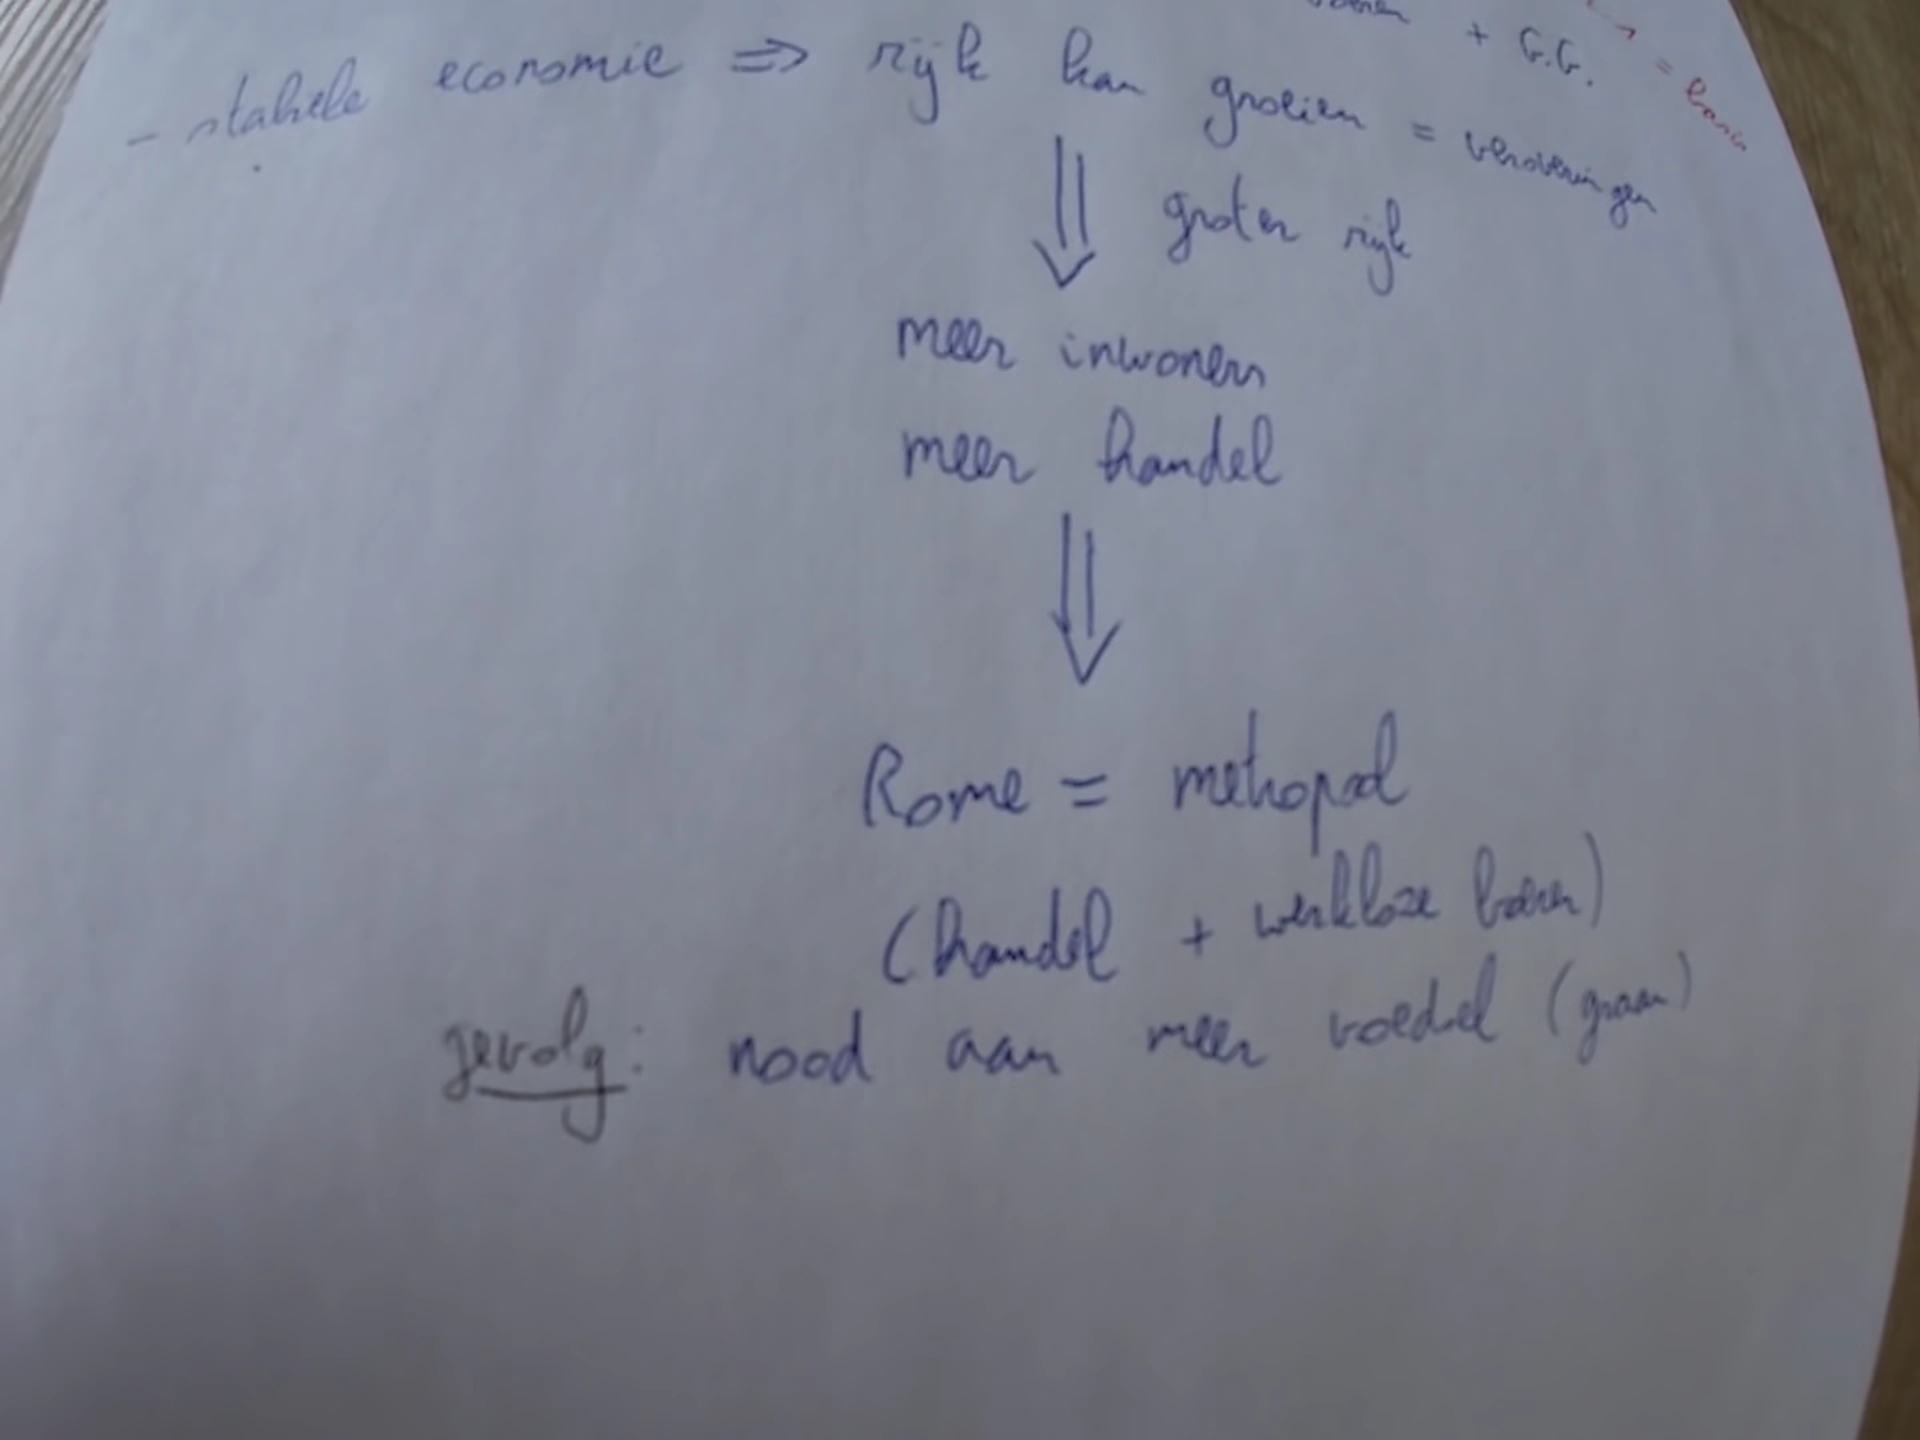 + G.G.
- stabiele economie ⇒ rijk kan groeien = veroveringen
groter rijk
meer inwoners
meer handel
Rome = metropool
(handel + werkloze boeren)
gevolg: nood aan meer voedsel (graan)